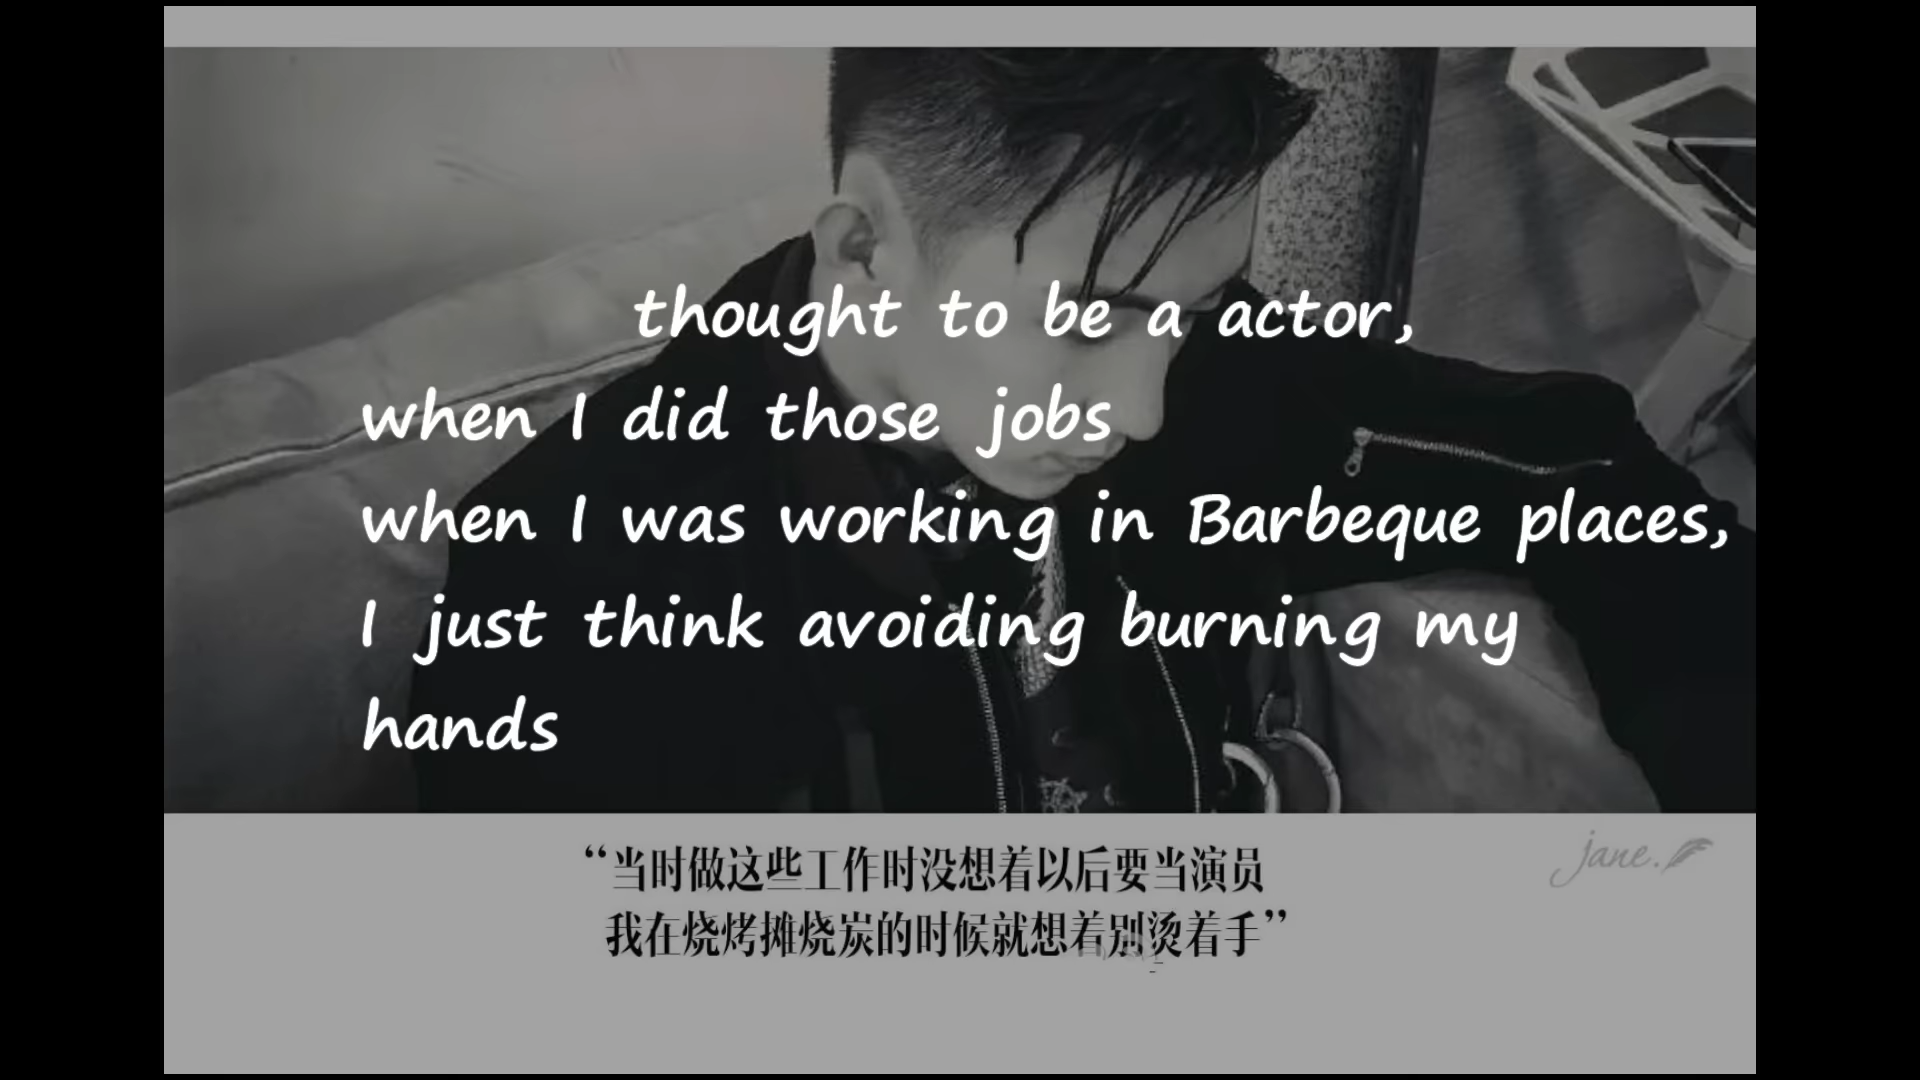 thought to be a actor,
when I did those jobs
when I was working in Barbeque places,
I just think avoiding burning my
hands
“当时做这些工作时没想着以后要当演员
我在烧烤摊烧炭的时候就想着别烫着手”
jane.